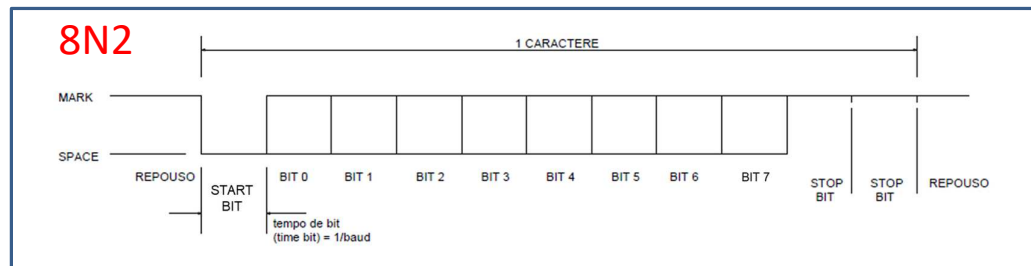 8N2
1 CARACTERE
MARK
SPACE
REPOUSO
START
BIT
BIT 0
BIT 1
BIT 2
BIT 3
BIT 4
BIT 5
BIT 6
BIT 7
STOP
BIT
STOP
BIT
REPOUSO
tempo de bit
(time bit) = 1/baud